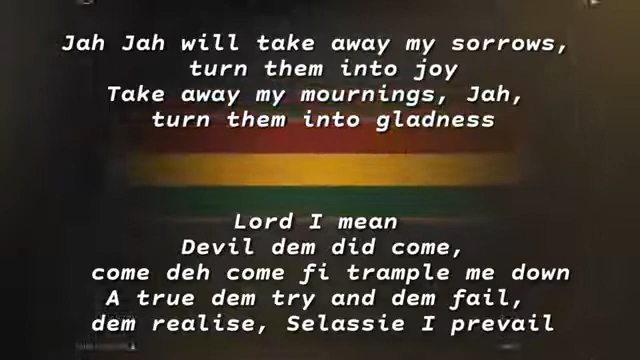 Jah Jah will take away my sorrows,
turn them into joy
Take away my mournings, Jah,
turn them into gladness
Lord I mean
Devil dem did come,
come deh come fi trample me down
A true dem try and dem fail,
dem realise, Selassie I prevail